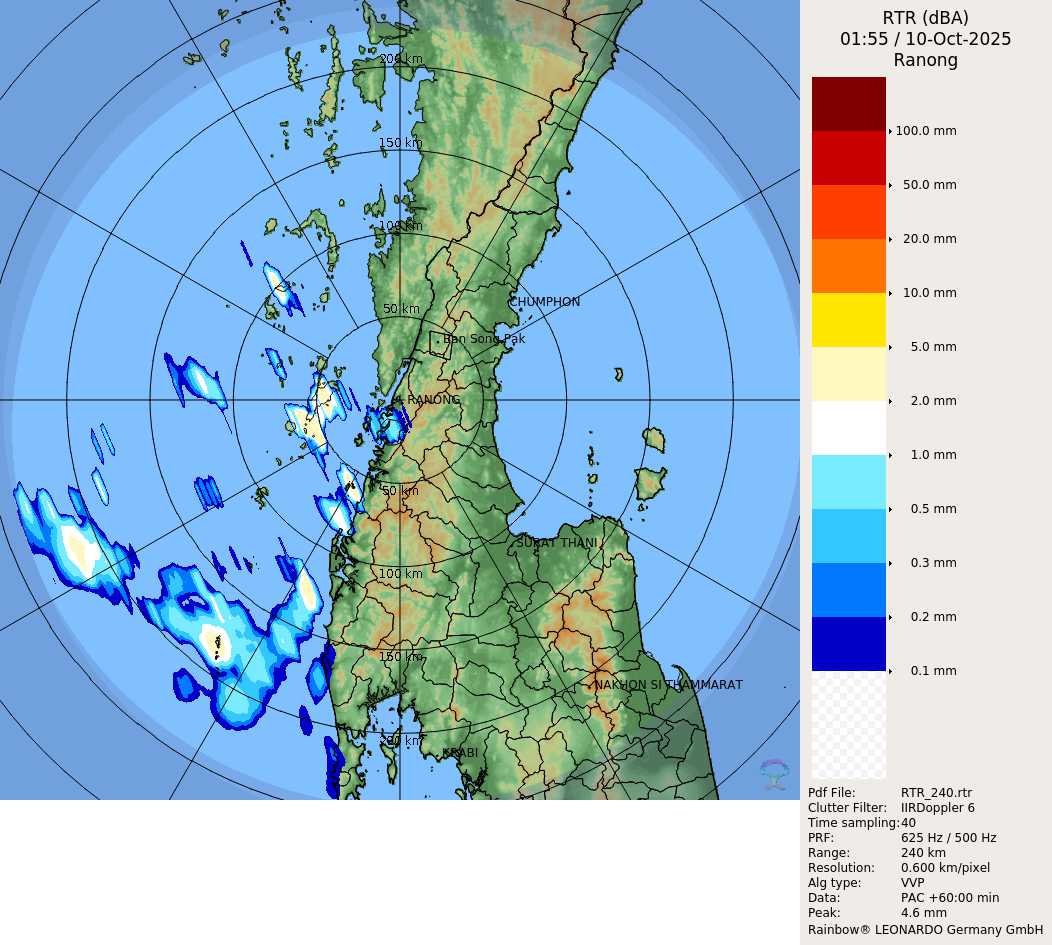 RTR (dBA)
01:55 / 10-Oct-2025
Ranong
100.0 mm
50.0 mm
20.0 mm
10.0 mm
5.0 mm
2.0 mm
1.0 mm
0.5 mm
0.3 mm
0.2 mm
0.1 mm
Pdf File: RTR_240.rtr
Clutter Filter: IIRDoppler 6
Time sampling: 40
PRF: 625 Hz / 500 Hz
Range: 240 km
Resolution: 0.600 km/pixel
Alg type: VVP
Data: PAC +60:00 min
Peak: 4.6 mm
Rainbow® LEONARDO Germany GmbH
200 km
150 km
100 km
CHUMPHON
50 km
Ban Song Pak
RANONG
50 km
SURAT THANI
100 km
150 km
NAKHON SI THAMMARAT
200 km
KRABI